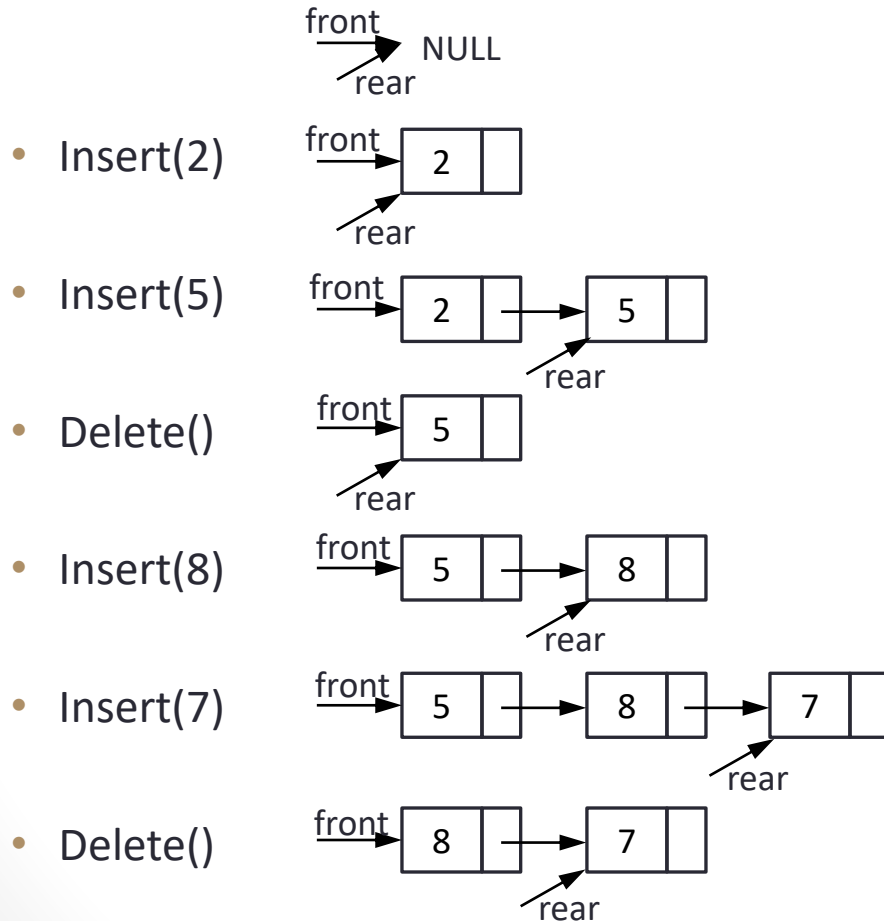 front
NULL
rear
• Insert(2)
front
2
rear
• Insert(5)
front
2 5
rear
• Delete()
front
5
rear
• Insert(8)
front
5 8
rear
• Insert(7)
front
5 8 7
rear
• Delete()
front
8 7
rear